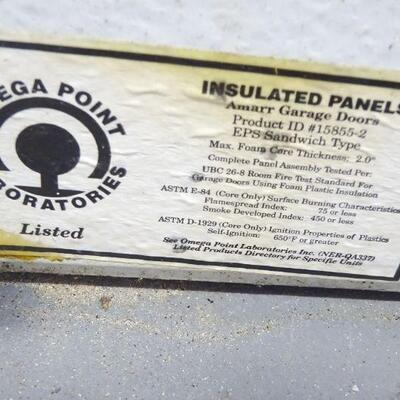 EGA POINT
ORATORIES
Listed
INSULATED PANELS
Amarr Garage Doors
Product ID #15855-2
EPS Sandwich Type
Max. Foam Core Thickness: 2.0"
Complete Panel Assembly Tested Per:
UBC 26-8 Room Fire Test Standard For
Garage Doors Using Foam Plastic Insulation
ASTM E-84 (Core Only) Surface Burning Characteristics
Flamespread Index: 75 or less
Smoke Developed Index: 450 or less
ASTM D-1929 (Core Only) Ignition Properties of Plastics
Self-Ignition: 650°F or greater
See Omega Point Laboratories Inc. (NER-QA337)
Listed Products Directory for Specific Units